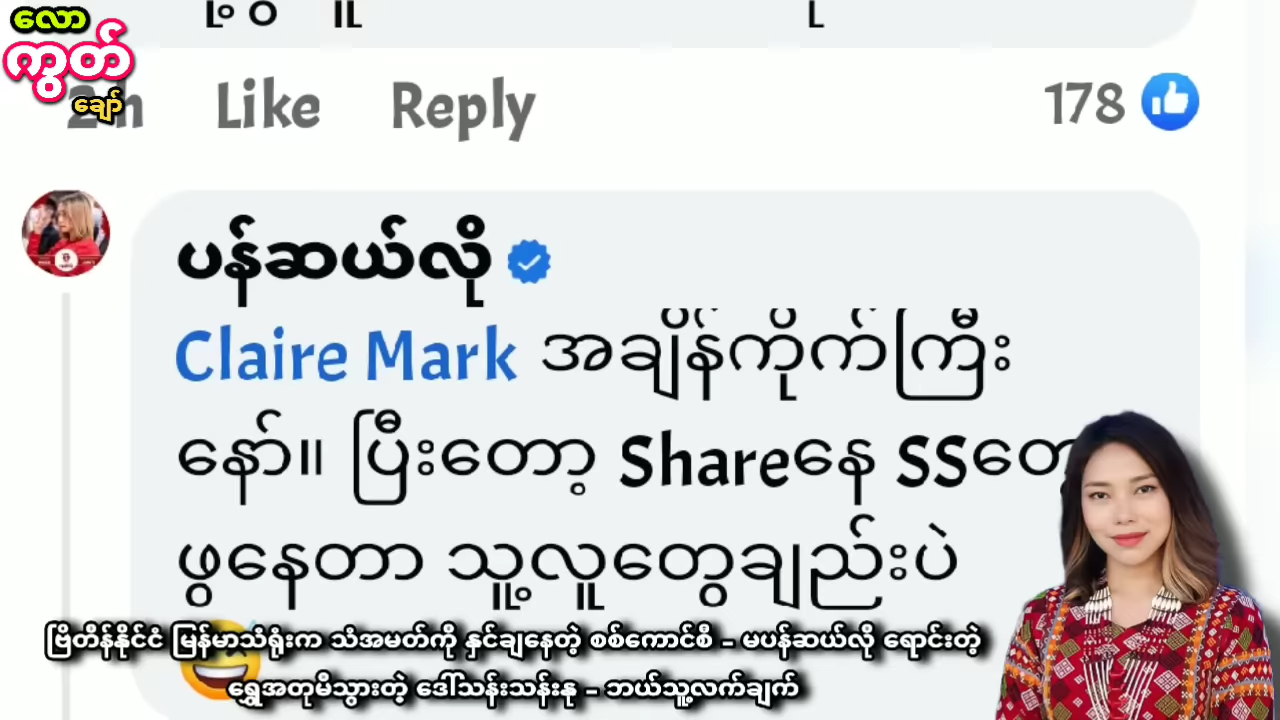 လော
ကွတ်
ချော်
2h Like Reply 178
ပန်ဆယ်လို
Claire Mark အချိန်ကိုက်ကြီး
နော်။ ပြီးတော့ Shareနေ SSတွေ
ဖွနေတာ သူ့လူတွေချည်းပဲ
ဗြိတိန်နိုင်ငံ မြန်မာသံရုံးက သံအမတ်ကို နှင်ချနေတဲ့ စစ်ကောင်စီ - မပန်ဆယ်လို ရောင်းတဲ့
ရွှေအတုမိသွားတဲ့ ဒေါ်သန်းသန်းနု - ဘယ်သူ့လက်ချက်